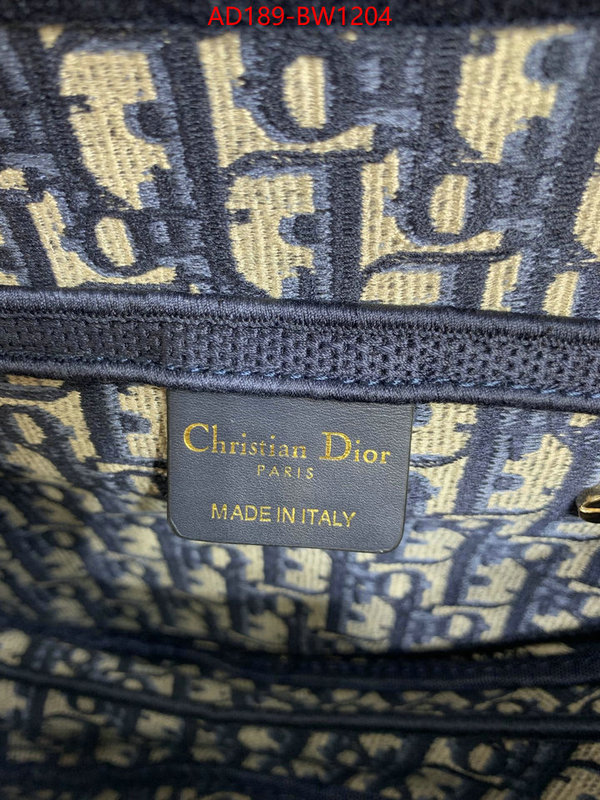 AD189-BW1204
Christian Dior
PARIS
MADE IN ITALY